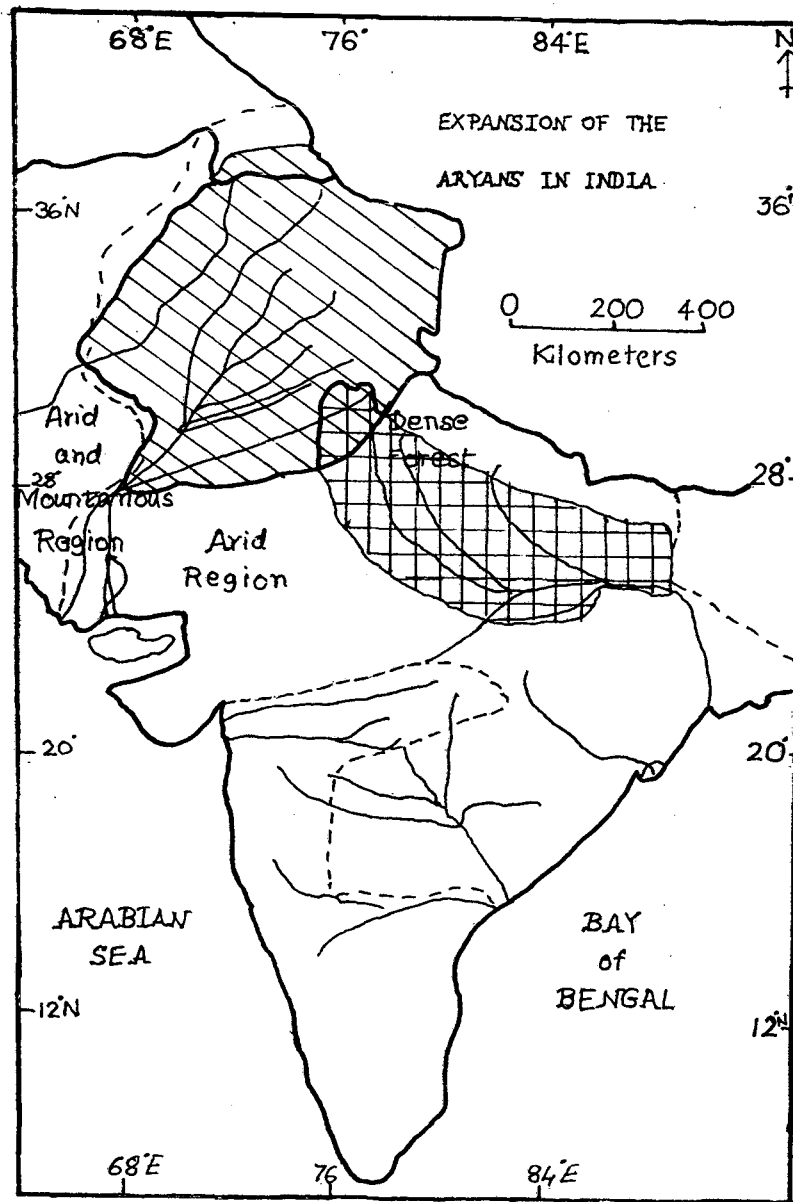 68°E 76° 84°E N
EXPANSION OF THE
ARYANS IN INDIA
36°N 36°
0 200 400
Kilometers
Dense
Forest
Arid
and
Mountanous
Region
28° 28°
Arid
Region
20° 20°
ARABIAN
SEA
BAY
of
BENGAL
12°N 12°N
68°E 76 84°E